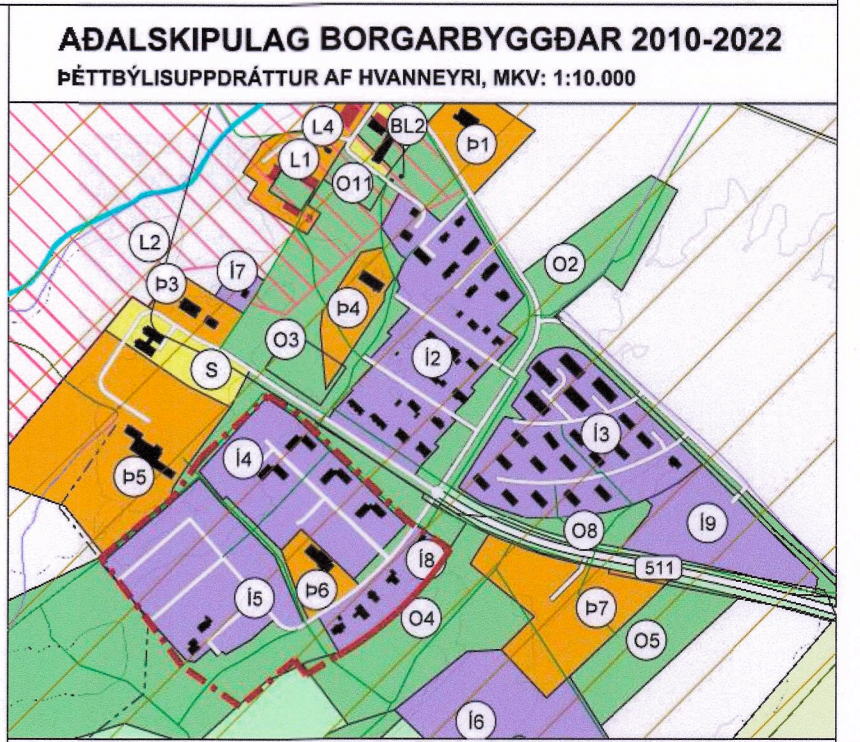 AÐALSKIPULAG BORGARBYGGÐAR 2010-2022
ÞÉTTBÝLISUPPDRÁTTUR AF HVANNEYRI, MKV: 1:10.000
L4
BL2
Þ1
L1
O11
L2
Í7
O2
Þ3
Þ4
O3
Í2
S
Í3
Í4
Þ5
Í9
O8
Í8
511
Þ6
Í5
Þ7
O4
O5
Í6